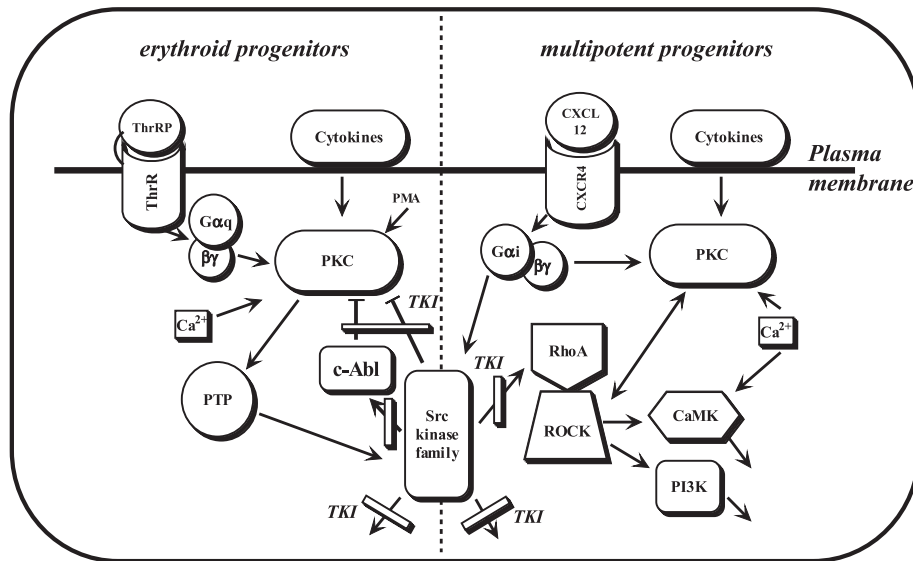 erythroid progenitors
multipotent progenitors
ThrRP
Cytokines
CXCL
12
Cytokines
Plasma
membrane
ThrR
CXCR4
PMA
Gαq
βγ
PKC
Gαi
βγ
PKC
TKI
Ca2+
Ca2+
c-Abl
TKI
RhoA
PTP
Src
kinase
family
ROCK
CaMK
PI3K
TKI
TKI